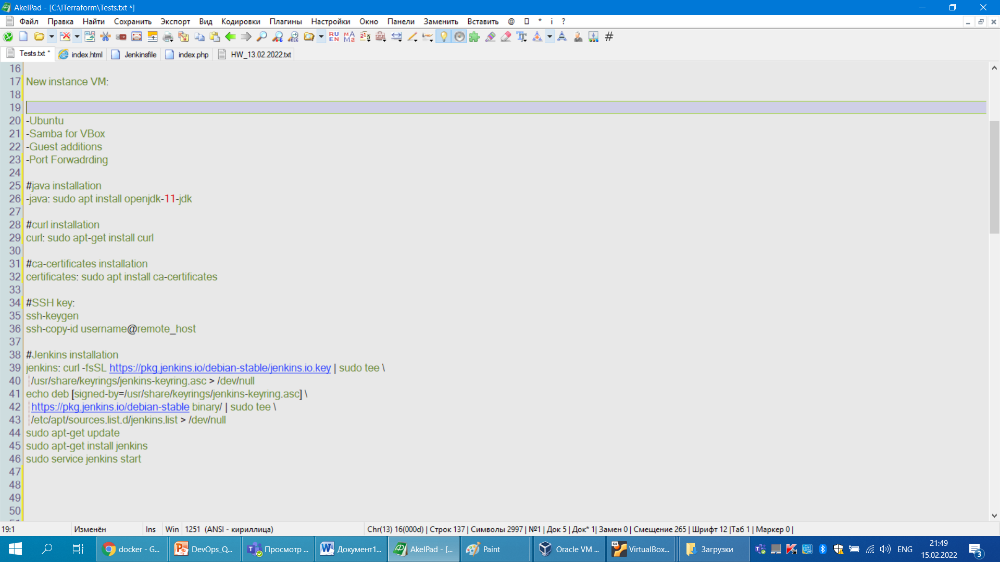 AkelPad - [C:\!Terraform\Tests.txt *]
Файл Правка Найти Сохранить Экспорт Вид Кодировки Плагины Настройки Окно Панели Заменить Вставить @ * i ?
Tests.txt * index.html Jenkinsfile index.php HW_13.02.2022.txt
16
17 New instance VM:
18
19
20 -Ubuntu
21 -Samba for VBox
22 -Guest additions
23 -Port Forwadrding
24
25 #java installation
26 -java: sudo apt install openjdk-11-jdk
27
28 #curl installation
29 curl: sudo apt-get install curl
30
31 #ca-certificates installation
32 certificates: sudo apt install ca-certificates
33
34 #SSH key:
35 ssh-keygen
36 ssh-copy-id username@remote_host
37
38 #Jenkins installation
39 jenkins: curl -fsSL https://pkg.jenkins.io/debian-stable/jenkins.io.key | sudo tee \
40 /usr/share/keyrings/jenkins-keyring.asc > /dev/null
41 echo deb [signed-by=/usr/share/keyrings/jenkins-keyring.asc] \
42 https://pkg.jenkins.io/debian-stable binary/ | sudo tee \
43 /etc/apt/sources.list.d/jenkins.list > /dev/null
44 sudo apt-get update
45 sudo apt-get install jenkins
46 sudo service jenkins start
47
48
49
50
19:1 Изменён Ins Win 1251 (ANSI - кириллица) Chr(13) 16(000d) | Строк 137 | Символы 2997 | №1 | Док 5 | Док* 1| Замен 0 | Смещение 265 | Шрифт 12 |Таб 1 | Маркер 0 |
docker - G... DevOps_Q... Просмотр ... Документ1... AkelPad - [... Paint Oracle VM ... VirtualBox... Загрузки ENG 21:49
15.02.2022 3